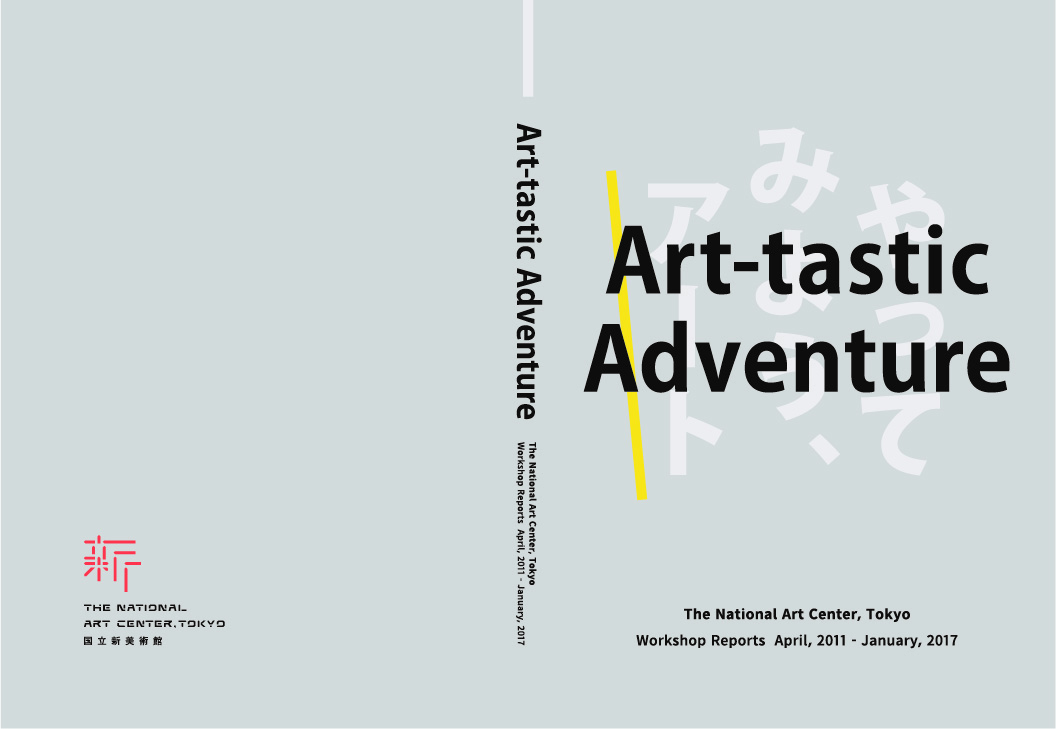 やって
みよう、
アート
Art-tastic
Adventure
The National Art Center, Tokyo
Workshop Reports April, 2011 - January, 2017
Art-tastic Adventure
The National Art Center, Tokyo
Workshop Reports April, 2011 - January, 2017
新
THE NATIONAL
ART CENTER,TOKYO
国立新美術館